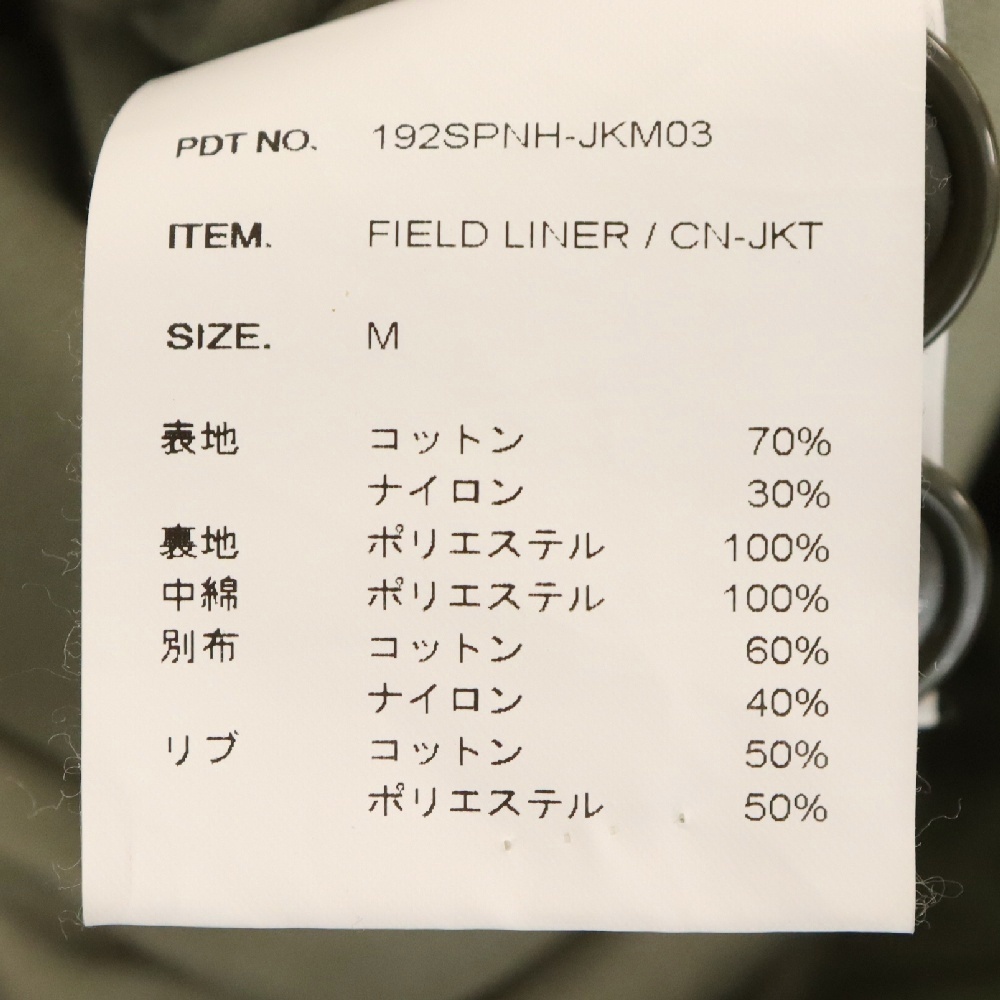 PDT NO. 192SPNH-JKM03
ITEM. FIELD LINER / CN-JKT
SIZE. M
表地 コットン 70%
ナイロン 30%
裏地 ポリエステル 100%
中綿 ポリエステル 100%
別布 コットン 60%
ナイロン 40%
リブ コットン 50%
ポリエステル 50%